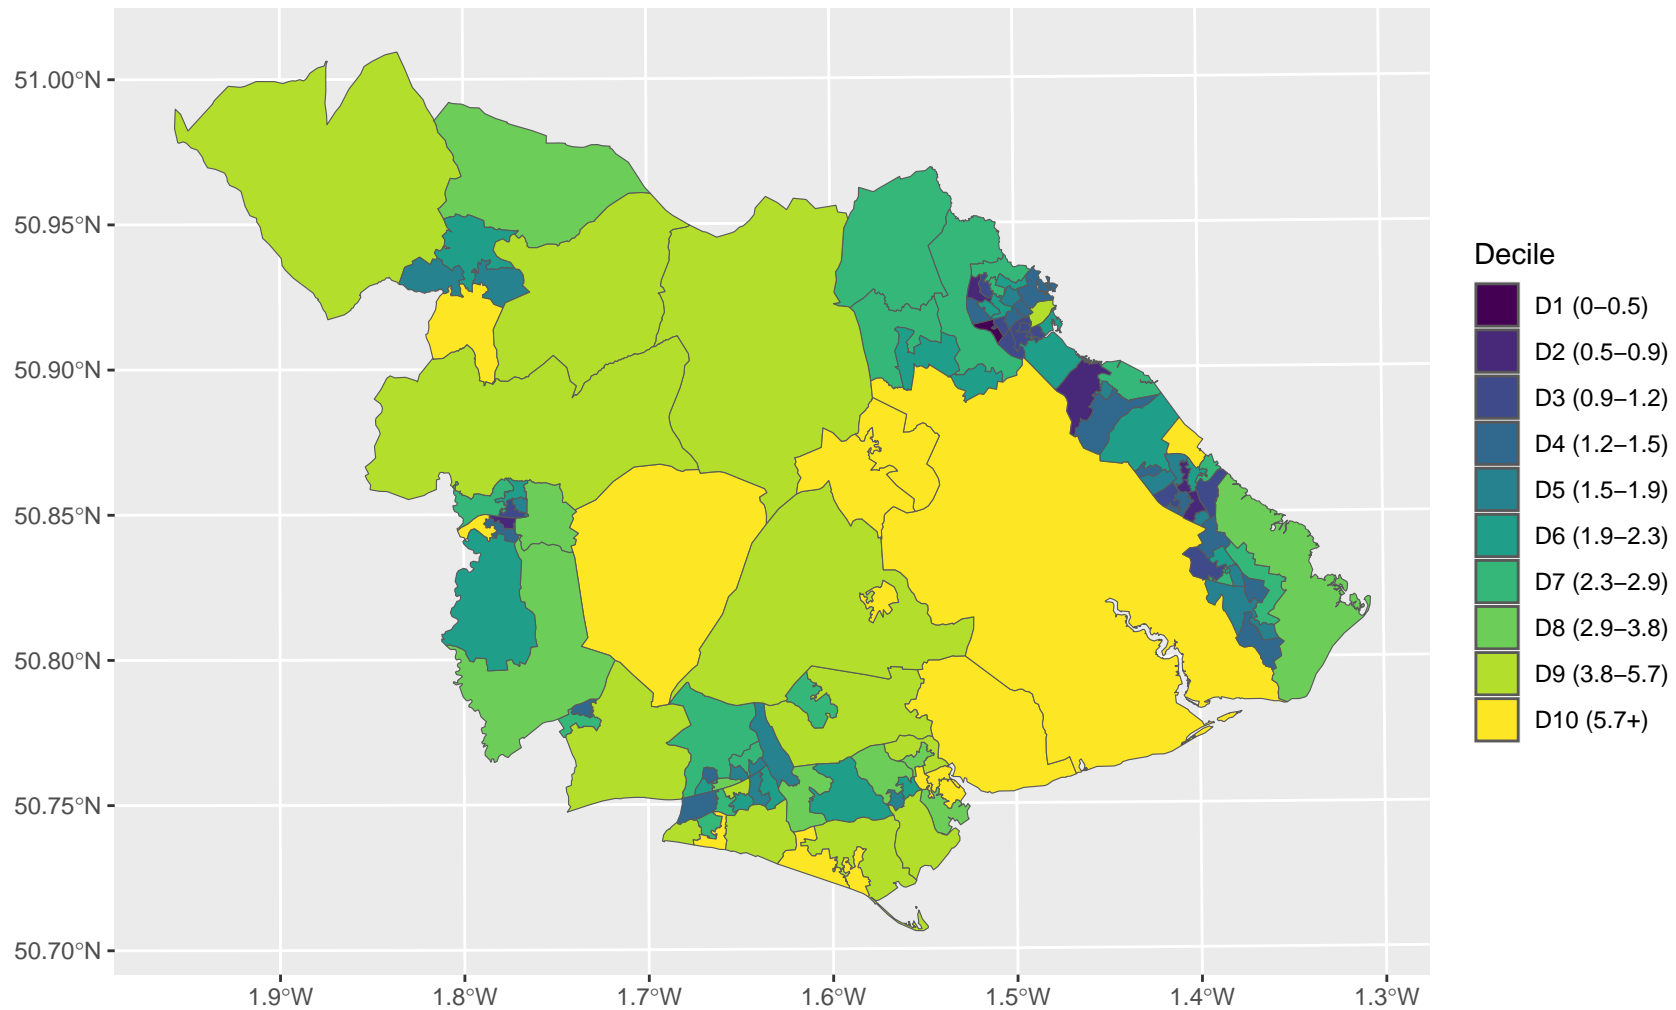 51.00°N
50.95°N
50.90°N
50.85°N
50.80°N
50.75°N
50.70°N
1.9°W
1.8°W
1.7°W
1.6°W
1.5°W
1.4°W
1.3°W
Decile
D1 (0–0.5)
D2 (0.5–0.9)
D3 (0.9–1.2)
D4 (1.2–1.5)
D5 (1.5–1.9)
D6 (1.9–2.3)
D7 (2.3–2.9)
D8 (2.9–3.8)
D9 (3.8–5.7)
D10 (5.7+)